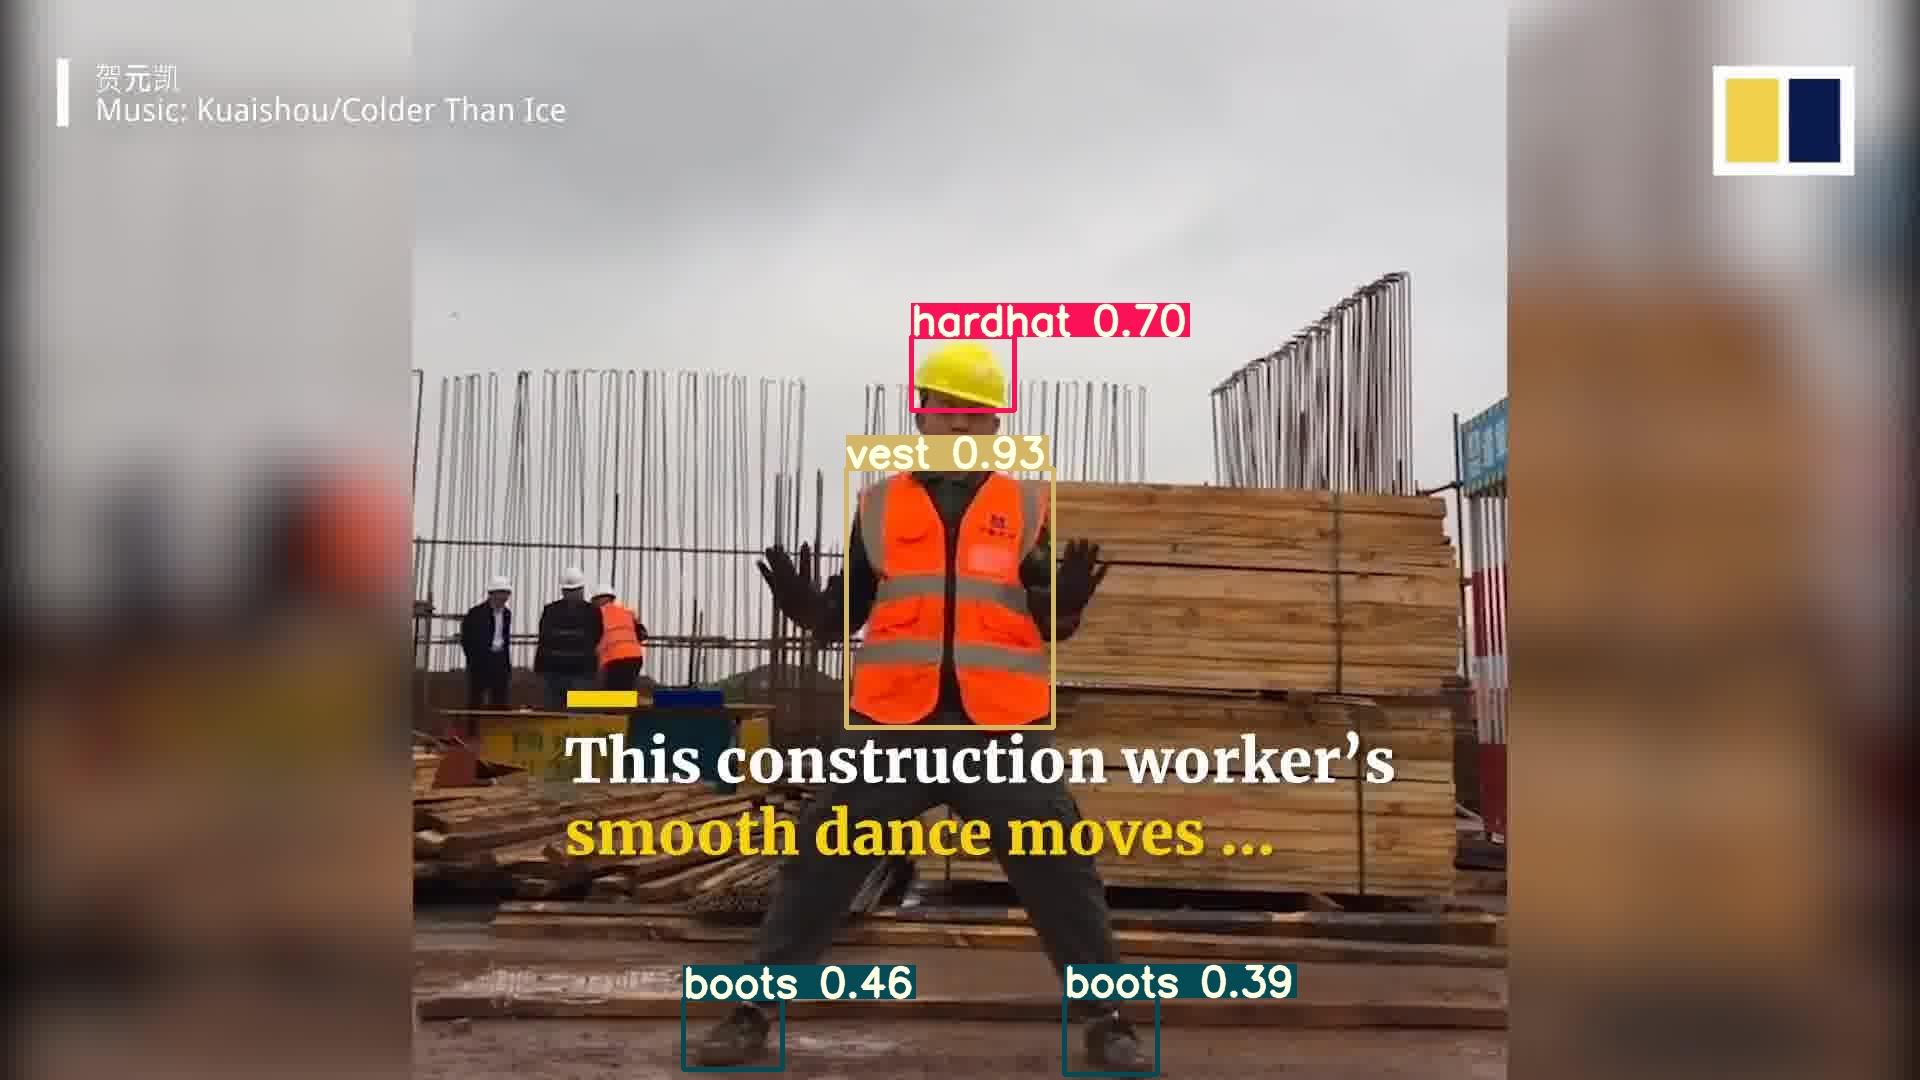 贺元凯
Music: Kuaishou/Colder Than Ice
hardhat 0.70
vest 0.93
This construction worker’s
smooth dance moves ...
boots 0.46
boots 0.39